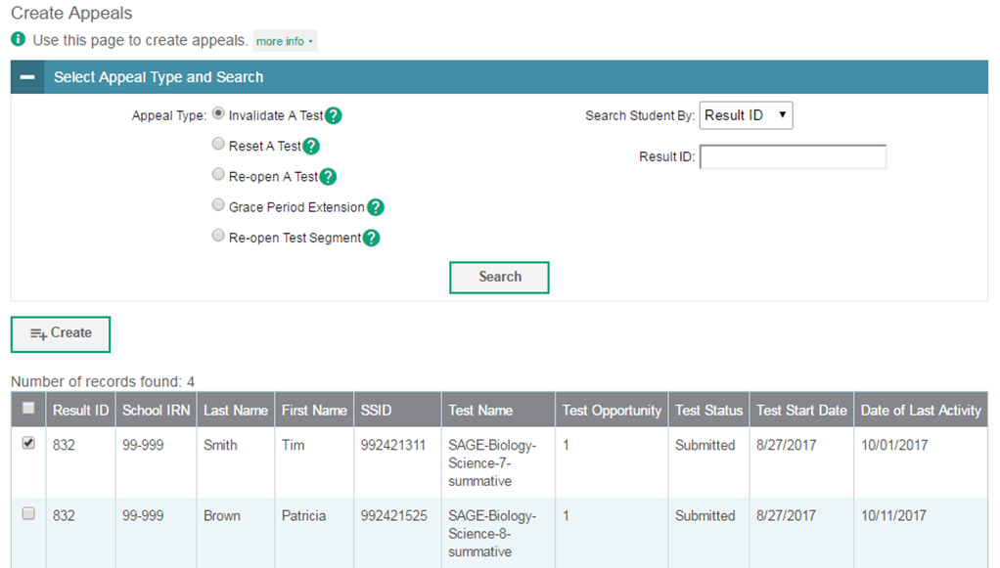 Create Appeals
Use this page to create appeals. more info
Select Appeal Type and Search
Appeal Type: Invalidate A Test ?
Search Student By: Result ID
Reset A Test ?
Result ID:
Re-open A Test ?
Grace Period Extension ?
Re-open Test Segment ?
Search
Create
Number of records found: 4
Result ID School IRN Last Name First Name SSID Test Name Test Opportunity Test Status Test Start Date Date of Last Activity
832 99-999 Smith Tim 992421311 SAGE-Biology- 1 Submitted 8/27/2017 10/01/2017
Science-7-
summative
832 99-999 Brown Patricia 992421525 SAGE-Biology- 1 Submitted 8/27/2017 10/11/2017
Science-8-
summative